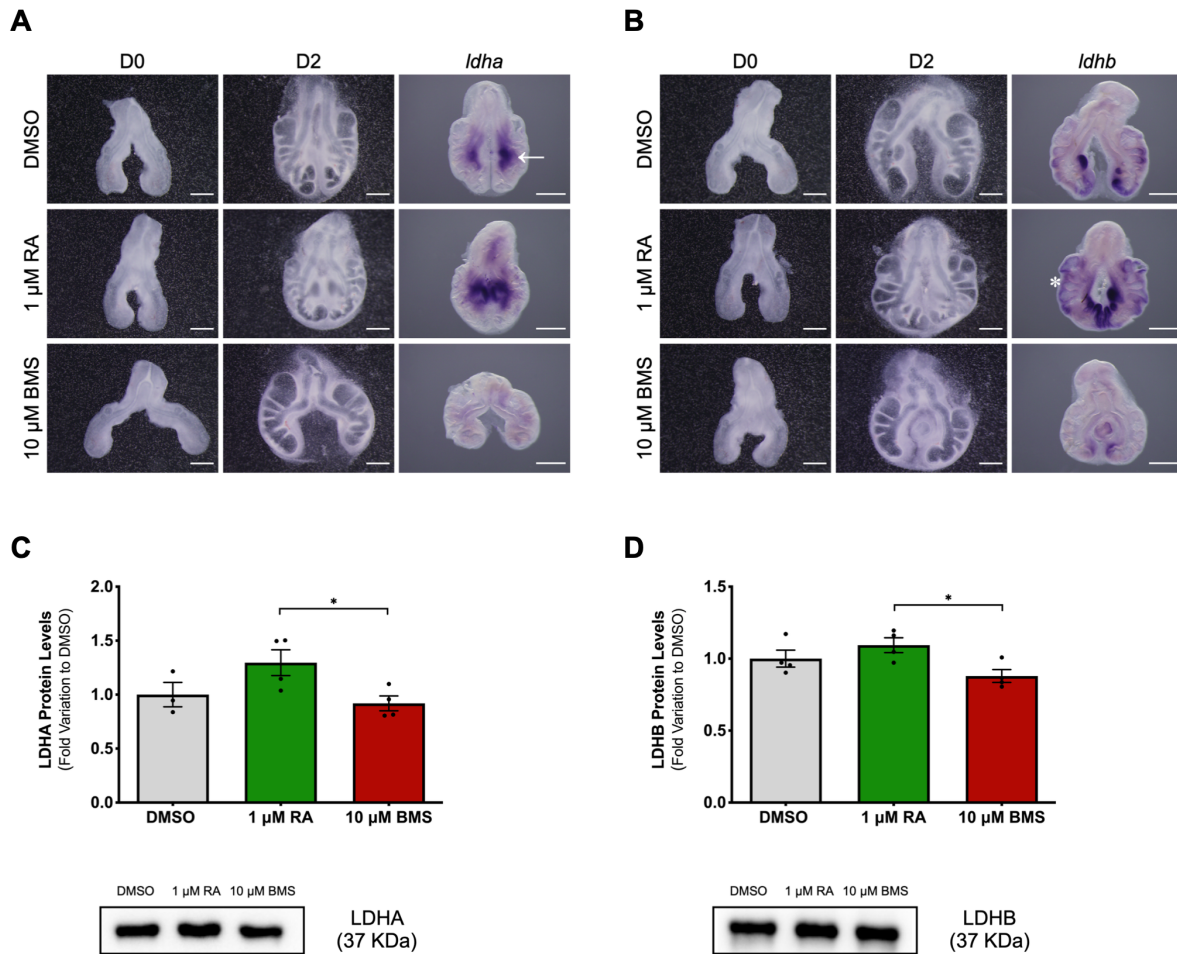 A
D0 D2 ldha
DMSO
1 µM RA
*
10 µM BMS
B
D0 D2 ldhb
DMSO
1 µM RA
*
10 µM BMS
C
LDHA Protein Levels
(Fold Variation to DMSO)
2.0
1.5
1.0
0.5
0.0
*
DMSO 1 µM RA 10 µM BMS
DMSO 1 µM RA 10 µM BMS
LDHA
(37 KDa)
D
LDHB Protein Levels
(Fold Variation to DMSO)
1.5
1.0
0.5
0.0
*
DMSO 1 µM RA 10 µM BMS
DMSO 1 µM RA 10 µM BMS
LDHB
(37 KDa)